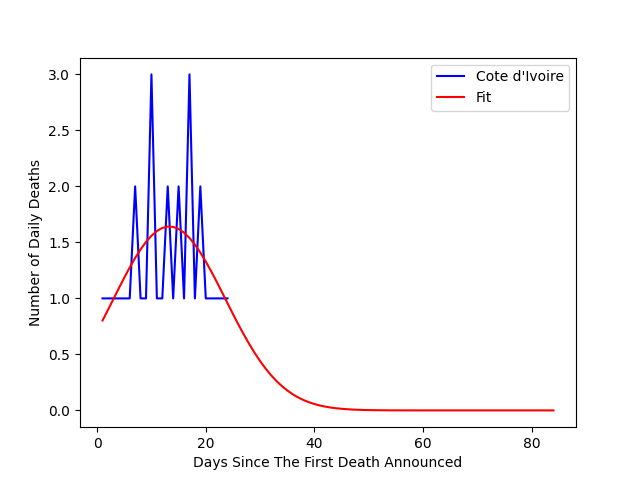 Cote d'Ivoire
Fit
3.0
2.5
2.0
1.5
1.0
0.5
0.0
Number of Daily Deaths
0 20 40 60 80
Days Since The First Death Announced